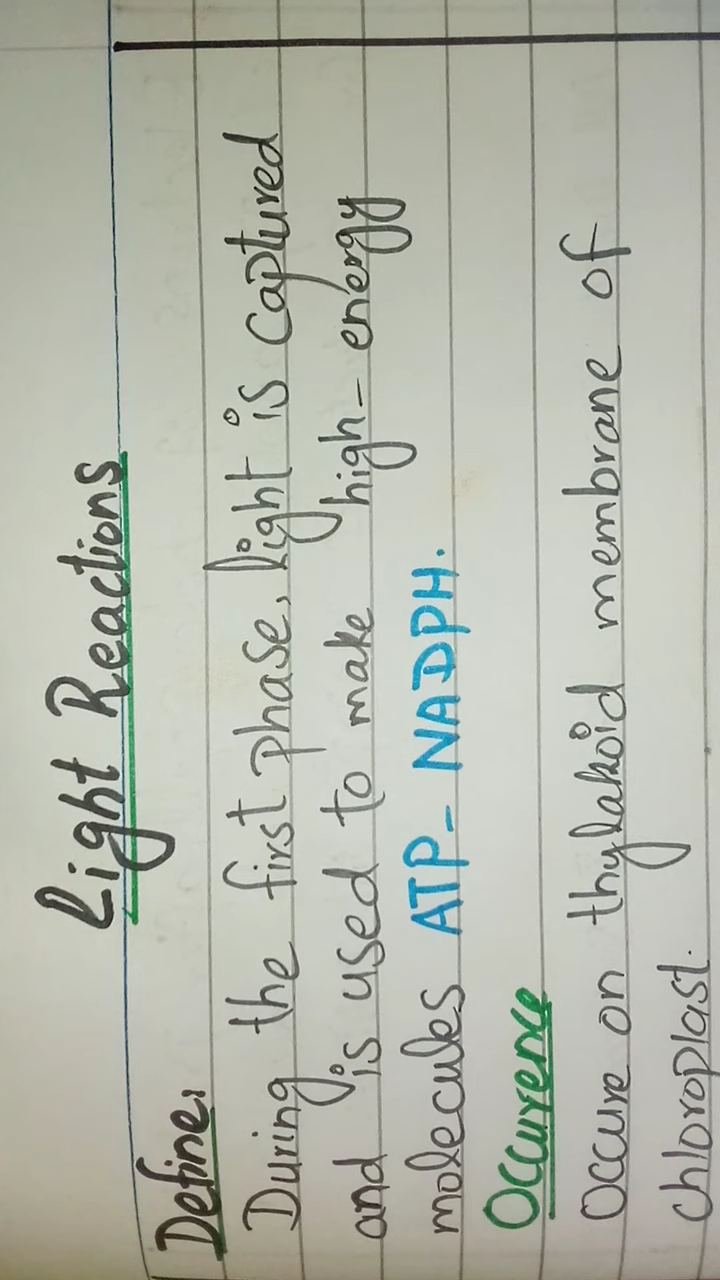 Light Reactions
Define,
During the first phase, light is captured
and is used to make high-energy
molecules ATP- NADPH.
Occurence
Occure on thylakoid membrane of
chloroplast.